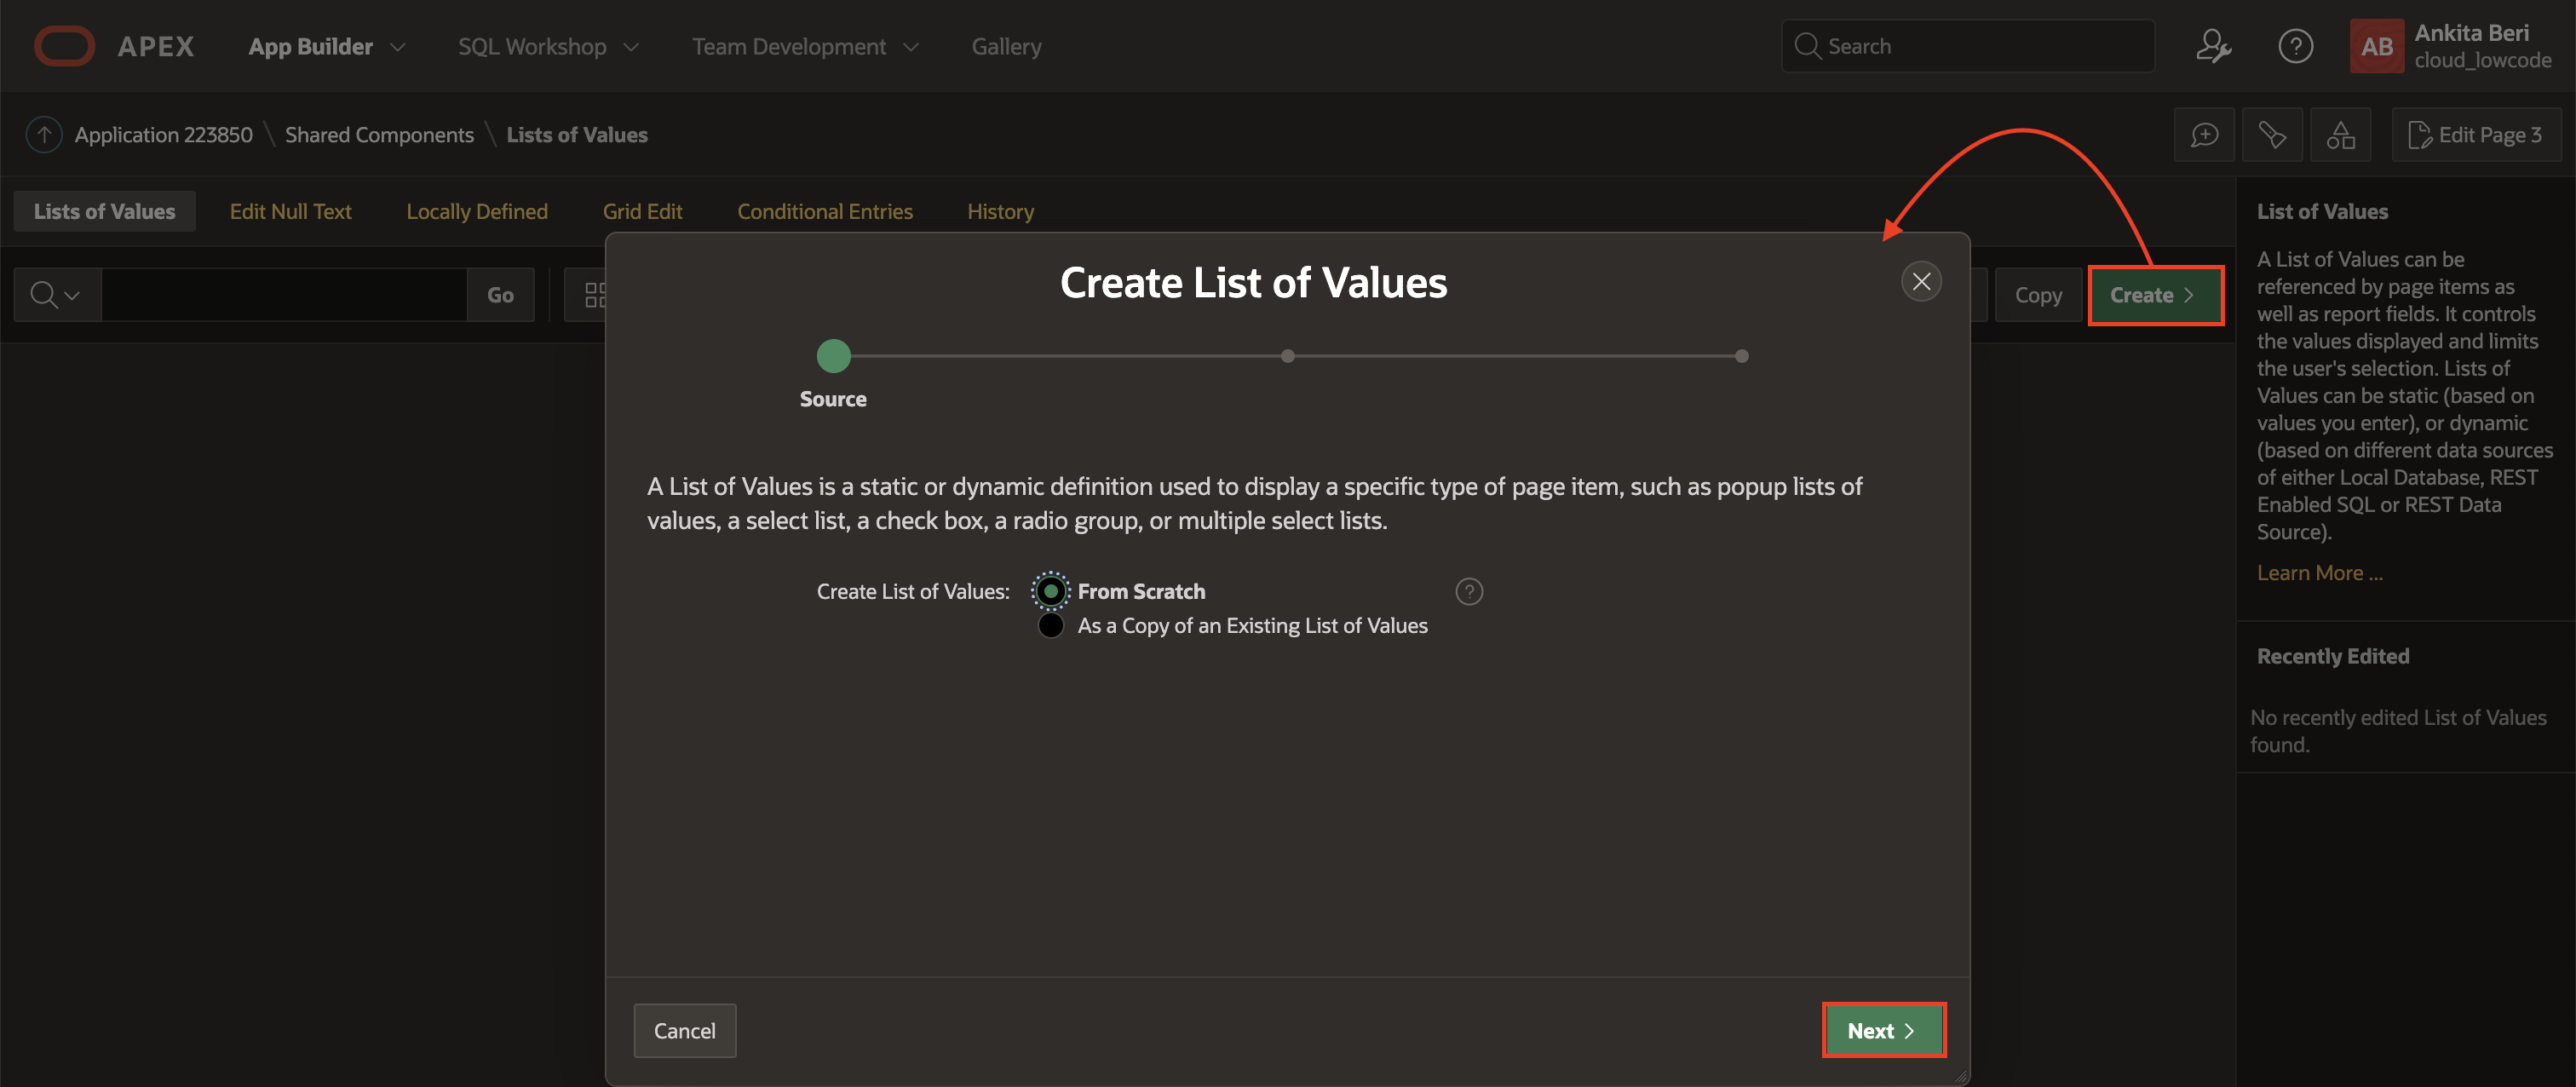 APEX
App Builder
SQL Workshop
Team Development
Gallery
Search
AB
Ankita Beri
cloud_lowcode
Application 223850 \ Shared Components \ Lists of Values
Edit Page 3
Lists of Values
Edit Null Text
Locally Defined
Grid Edit
Conditional Entries
History
Go
Copy
Create
Create List of Values
Source
A List of Values is a static or dynamic definition used to display a specific type of page item, such as popup lists of
values, a select list, a check box, a radio group, or multiple select lists.
Create List of Values:
From Scratch
As a Copy of an Existing List of Values
Cancel
Next
List of Values
A List of Values can be
referenced by page items as
well as report fields. It controls
the values displayed and limits
the user's selection. Lists of
Values can be static (based on
values you enter), or dynamic
(based on different data sources
of either Local Database, REST
Enabled SQL or REST Data
Source).
Learn More ...
Recently Edited
No recently edited List of Values
found.